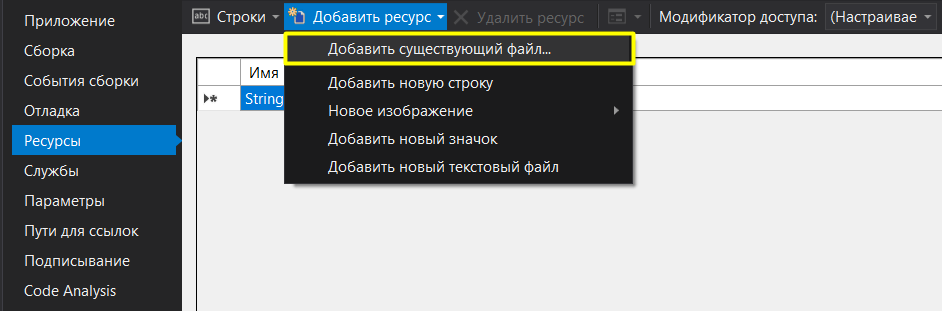 Приложение
Сборка
События сборки
Отладка
Ресурсы
Службы
Параметры
Пути для ссылок
Подписывание
Code Analysis
abc Строки Добавить ресурс Удалить ресурс Модификатор доступа: (Настраивае
Добавить существующий файл...
Добавить новую строку
Новое изображение
Добавить новый значок
Добавить новый текстовый файл
Имя
String